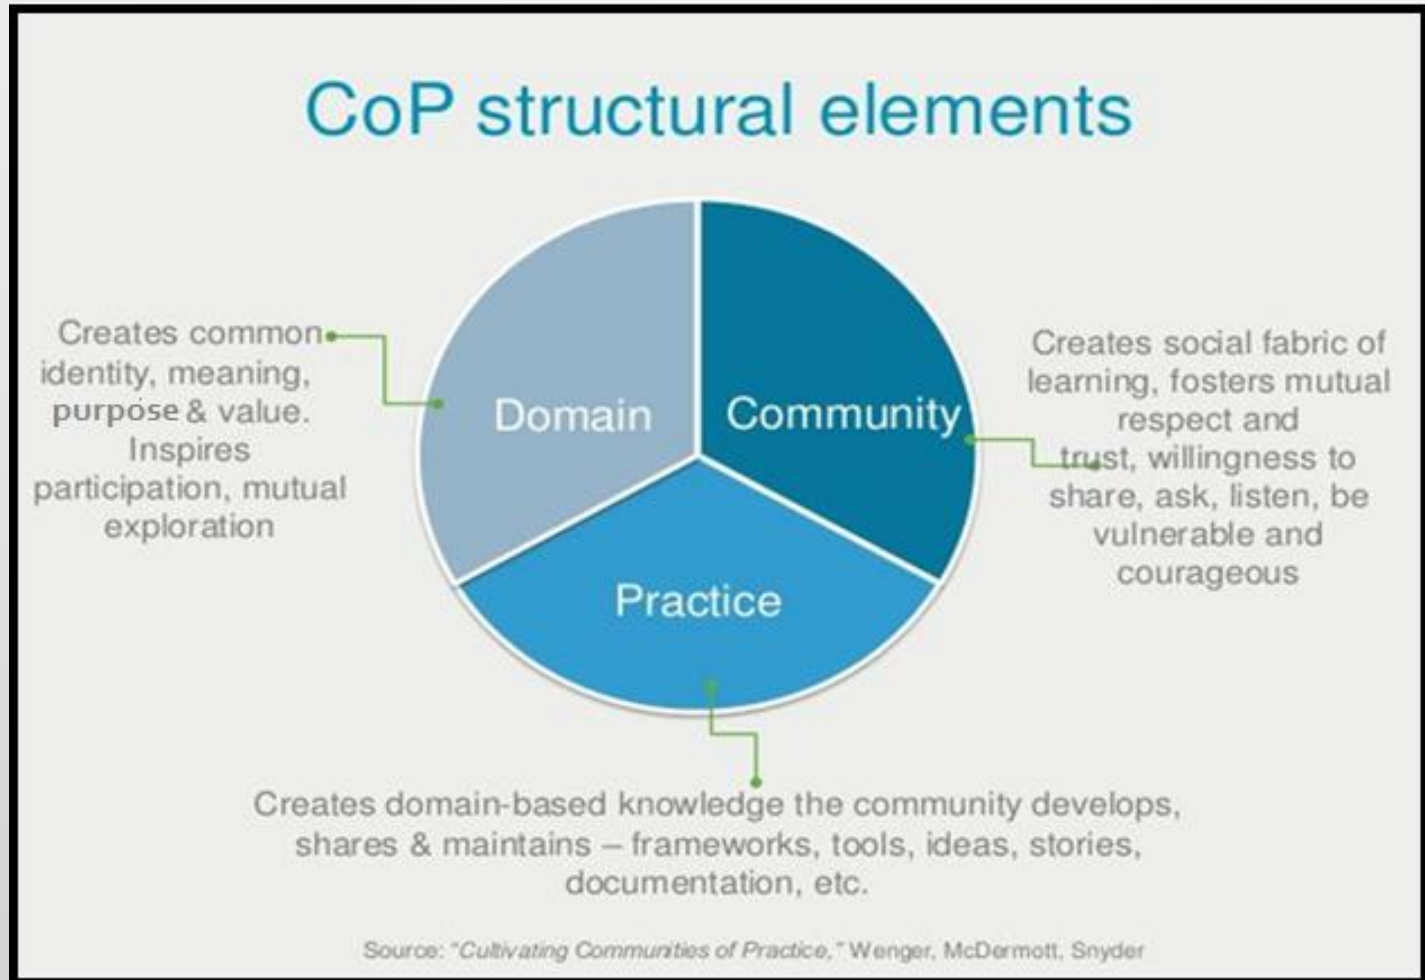 CoP structural elements
Creates common
identity, meaning,
purpose & value.
Inspires
participation, mutual
exploration
Domain
Community
Creates social fabric of
learning, fosters mutual
respect and
trust, willingness to
share, ask, listen, be
vulnerable and
courageous
Practice
Creates domain-based knowledge the community develops,
shares & maintains – frameworks, tools, ideas, stories,
documentation, etc.
Source: "Cultivating Communities of Practice," Wenger, McDermott, Snyder